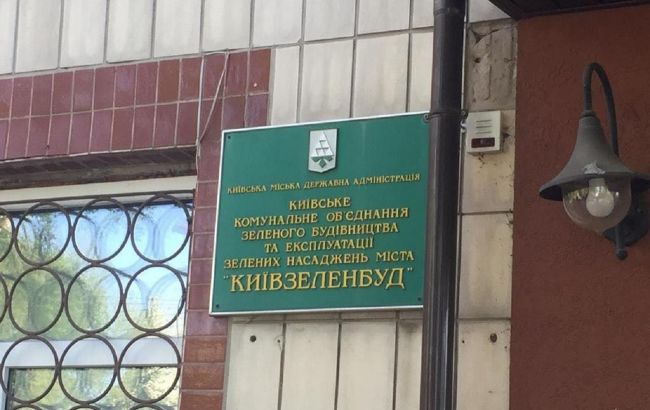 КИЇВСЬКА МІСЬКА ДЕРЖАВНА АДМІНІСТРАЦІЯ
КИЇВСЬКЕ
КОМУНАЛЬНЕ ОБ'ЄДНАННЯ
ЗЕЛЕНОГО БУДІВНИЦТВА
ТА ЕКСПЛУАТАЦІЇ
ЗЕЛЕНИХ НАСАДЖЕНЬ МІСТА
"КИЇВЗЕЛЕНБУД"